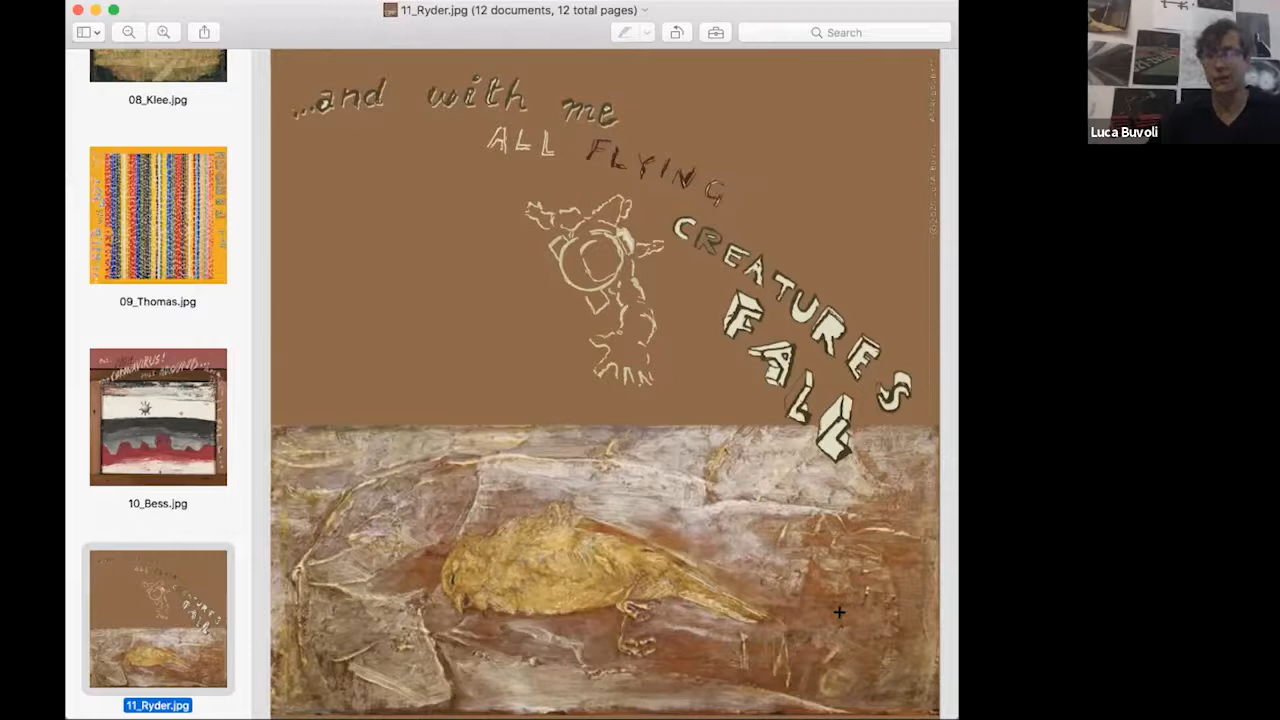 11_Ryder.jpg (12 documents, 12 total pages)
Search
08_Klee.jpg
09_Thomas.jpg
10_Bess.jpg
11_Ryder.jpg
...and with me
ALL FLYING
CREATURES
FALL
Luca Buvoli